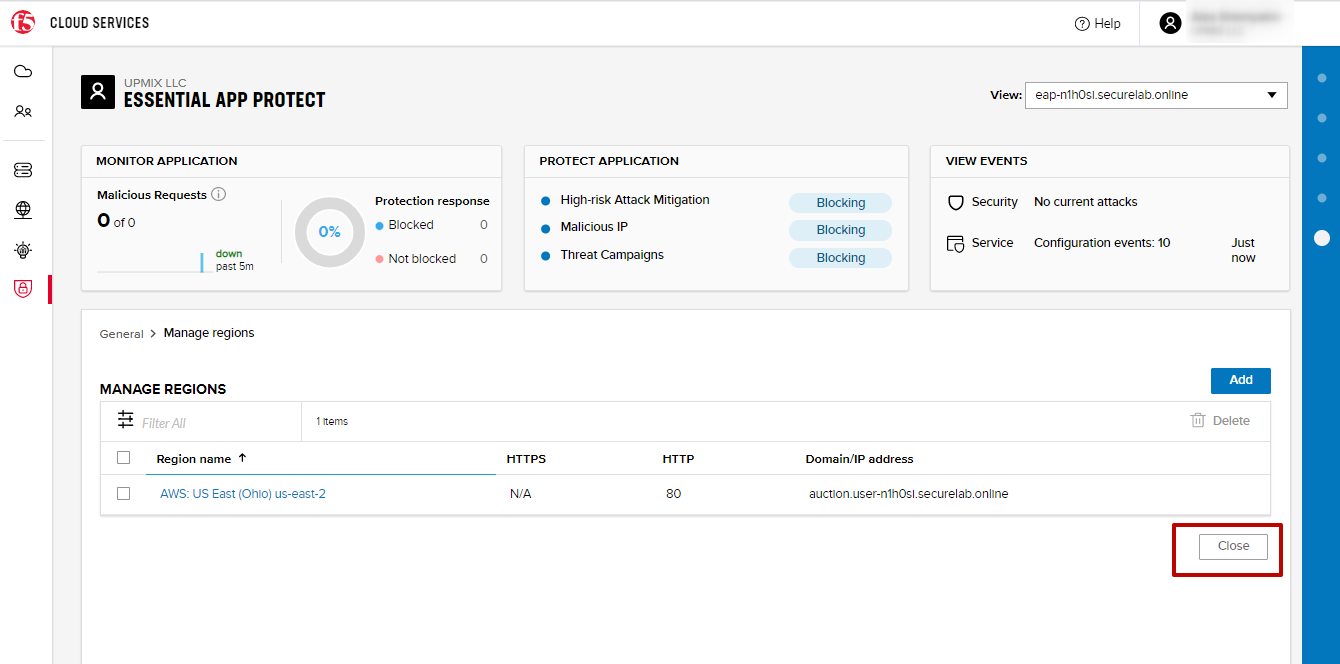 f5 CLOUD SERVICES
Help
UPMIX LLC
ESSENTIAL APP PROTECT
View: eap-n1h0sl.securelab.online
MONITOR APPLICATION
Malicious Requests
0 of 0
down
past 5m
0%
Protection response
Blocked 0
Not blocked 0
PROTECT APPLICATION
High-risk Attack Mitigation Blocking
Malicious IP Blocking
Threat Campaigns Blocking
VIEW EVENTS
Security No current attacks
Service Configuration events: 10 Just
now
General > Manage regions
MANAGE REGIONS
Add
Filter All 1 Items Delete
Region name ↑ HTTPS HTTP Domain/IP address
AWS: US East (Ohio) us-east-2 N/A 80 auction.user-n1h0sl.securelab.online
Close